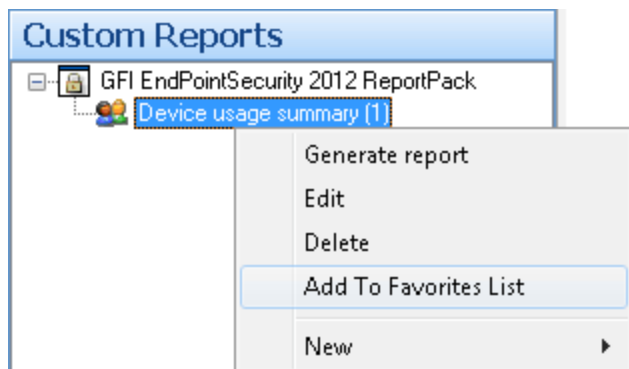 Custom Reports
GFI EndPointSecurity 2012 ReportPack
Device usage summary (1)
Generate report
Edit
Delete
Add To Favorites List
New